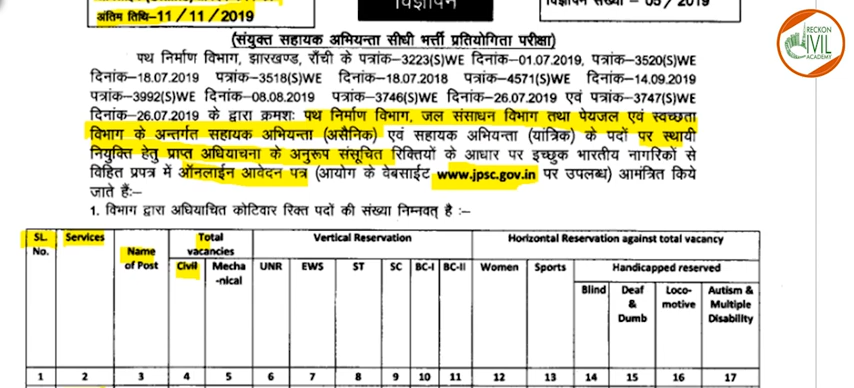 अंतिम तिथि–11/11/2019
विज्ञापन
/ 2019
RECKON
CIVIL
ACADEMY
(संयुक्त सहायक अभियन्ता सीधी भर्ती प्रतियोगिता परीक्षा)
पथ निर्माण विभाग, झारखण्ड, राँची के पत्रांक–3223(S)WE दिनांक–01.07.2019, पत्रांक–3520(S)WE
दिनांक–18.07.2019 पत्रांक–3518(S)WE दिनांक–18.07.2018 पत्रांक–4571(S)WE दिनांक–14.09.2019
पत्रांक–3992(S)WE दिनांक–08.08.2019 पत्रांक–3746(S)WE दिनांक–26.07.2019 एवं पत्रांक–3747(S)WE
दिनांक–26.07.2019 के द्वारा क्रमशः पथ निर्माण विभाग, जल संसाधन विभाग तथा पेयजल एवं स्वच्छता
विभाग के अन्तर्गत सहायक अभियन्ता (असैनिक) एवं सहायक अभियन्ता (यांत्रिक) के पदों पर स्थायी
नियुक्ति हेतु प्राप्त अधियाचना के अनुरूप संसूचित रिक्तियों के आधार पर इच्छुक भारतीय नागरिकों से
विहित प्रपत्र में ऑनलाईन आवेदन पत्र (आयोग के वेबसाईट www.jpsc.gov.in पर उपलब्ध) आमंत्रित किये
जाते हैं:–
1. विभाग द्वारा अधियाचित कोटिवार रिक्त पदों की संख्या निम्नवत् है :–
SL. Services Total Vertical Reservation Horizontal Reservation against total vacancy
No. Name vacancies
of Post Civil Mecha UNR EWS ST SC BC-I BC-II Women Sports Handicapped reserved
-nical
Blind Deaf Loco- Autism &
& motive Multiple
Dumb Disability
1 2 3 4 5 6 7 8 9 10 11 12 13 14 15 16 17